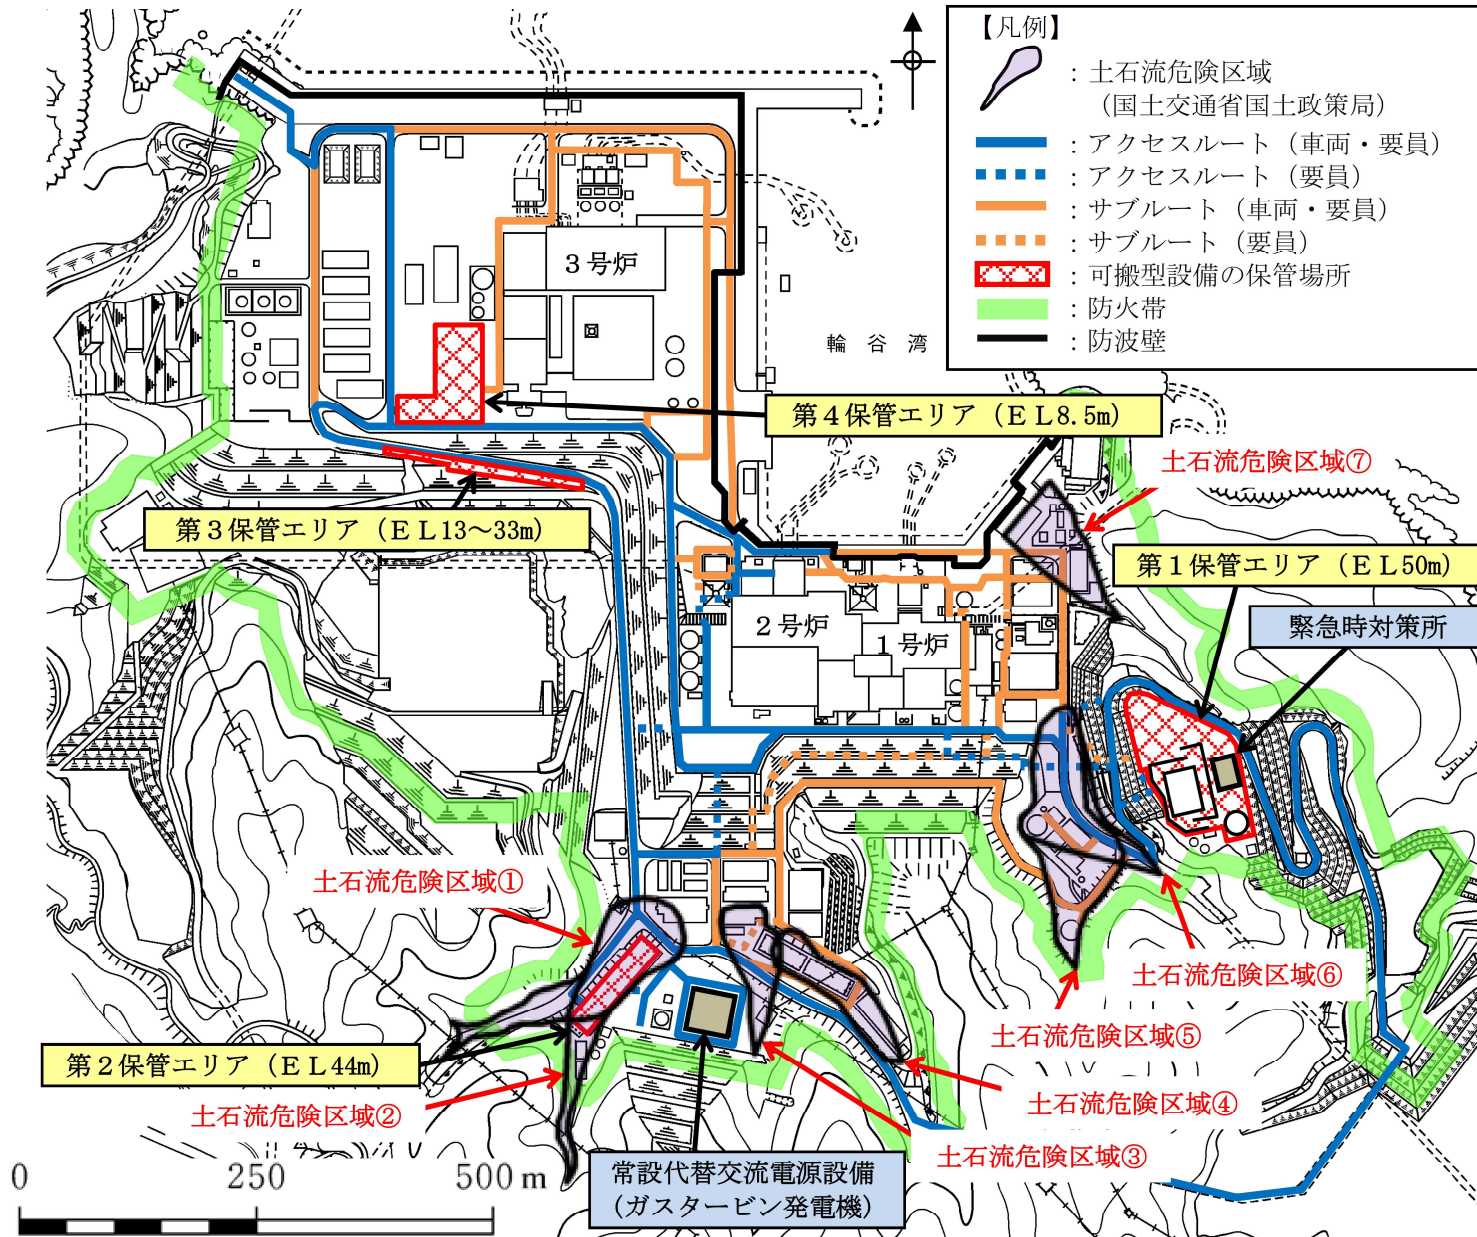 【凡例】
：土石流危険区域
（国土交通省国土政策局）
：アクセスルート（車両・要員）
：アクセスルート（要員）
：サブルート（車両・要員）
：サブルート（要員）
：可搬型設備の保管場所
：防火帯
：防波壁
３号炉
輪谷湾
第４保管エリア（ＥＬ8.5m）
土石流危険区域⑦
第３保管エリア（ＥＬ13～33m）
第１保管エリア（ＥＬ50m）
緊急時対策所
２号炉
１号炉
土石流危険区域①
土石流危険区域⑥
土石流危険区域⑤
第２保管エリア（ＥＬ44m）
土石流危険区域②
土石流危険区域④
土石流危険区域③
常設代替交流電源設備
（ガスタービン発電機）
0 250 500 m